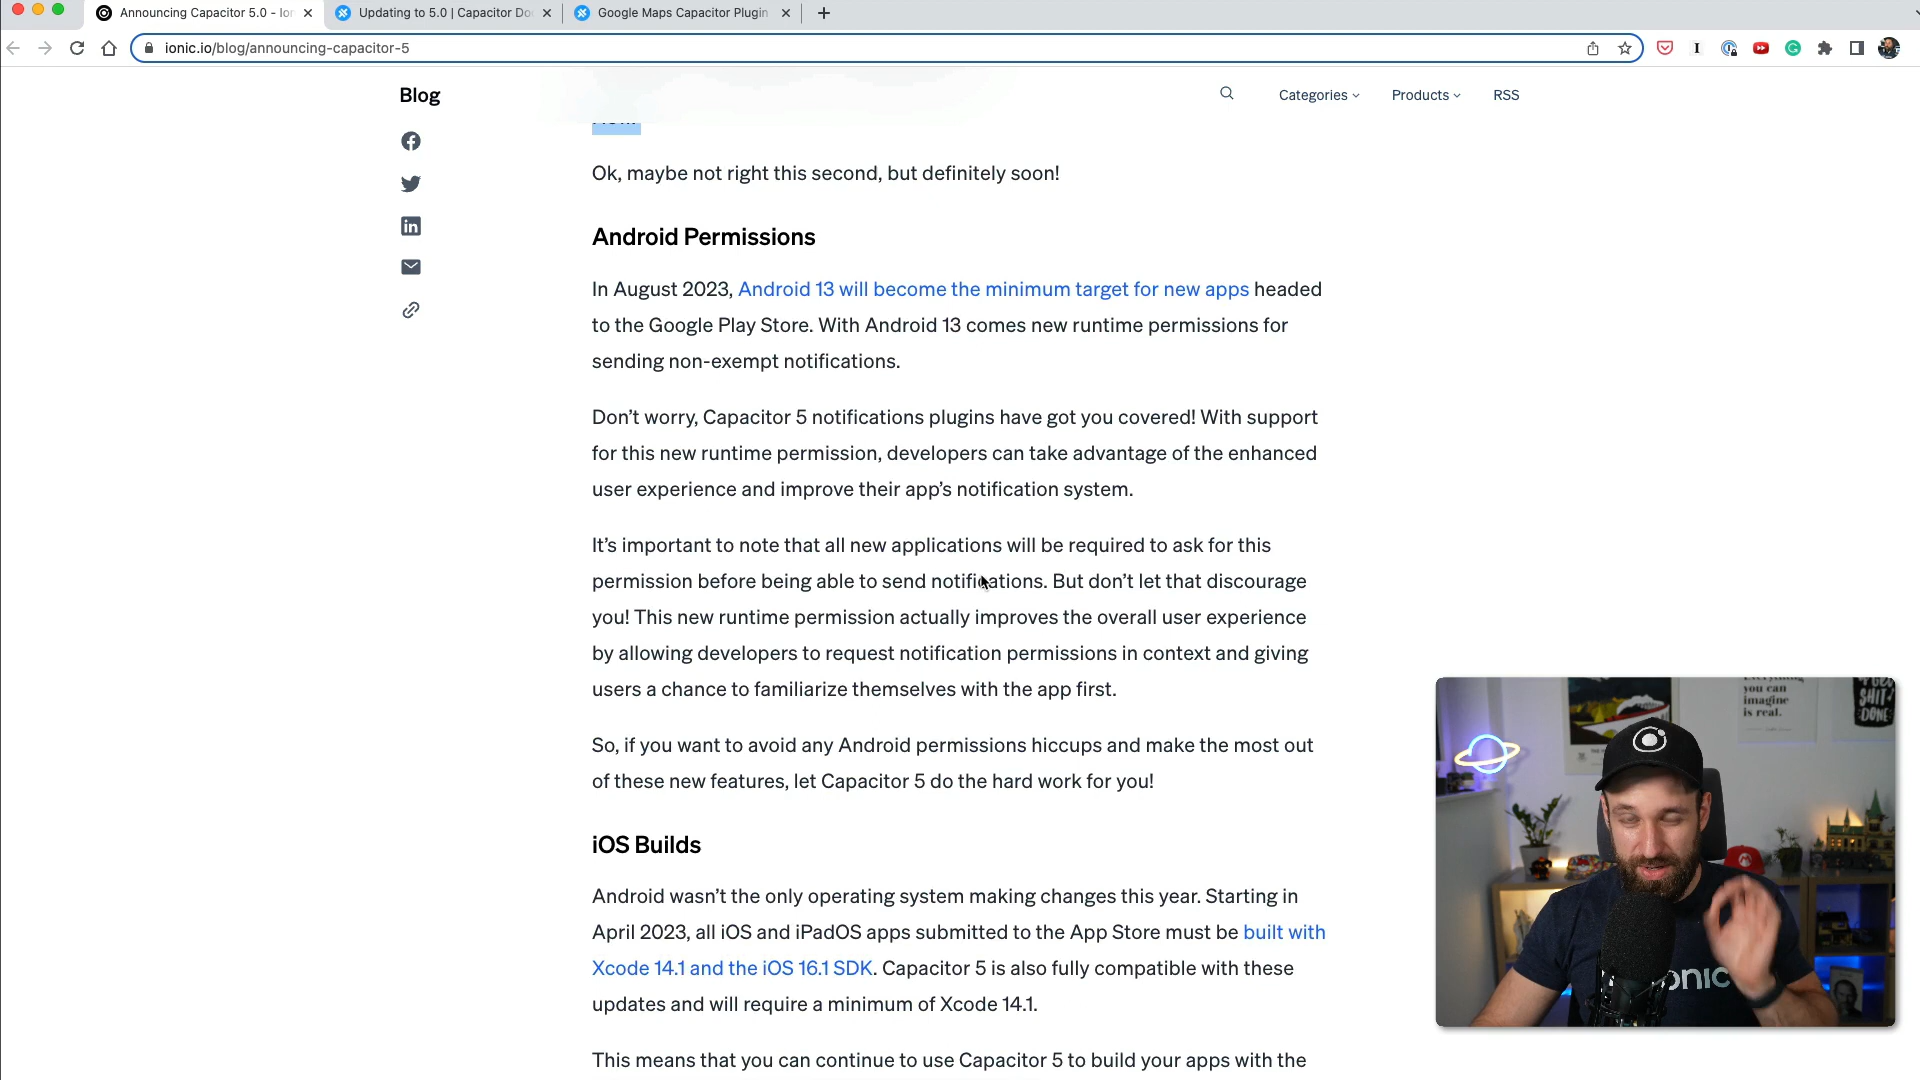 Announcing Capacitor 5.0 - Ion
Updating to 5.0 | Capacitor Do
Google Maps Capacitor Plugin
ionic.io/blog/announcing-capacitor-5
Blog
Categories
Products
RSS
Ok, maybe not right this second, but definitely soon!
Android Permissions
In August 2023, Android 13 will become the minimum target for new apps headed
to the Google Play Store. With Android 13 comes new runtime permissions for
sending non-exempt notifications.
Don’t worry, Capacitor 5 notifications plugins have got you covered! With support
for this new runtime permission, developers can take advantage of the enhanced
user experience and improve their app’s notification system.
It’s important to note that all new applications will be required to ask for this
permission before being able to send notifications. But don’t let that discourage
you! This new runtime permission actually improves the overall user experience
by allowing developers to request notification permissions in context and giving
users a chance to familiarize themselves with the app first.
So, if you want to avoid any Android permissions hiccups and make the most out
of these new features, let Capacitor 5 do the hard work for you!
iOS Builds
Android wasn’t the only operating system making changes this year. Starting in
April 2023, all iOS and iPadOS apps submitted to the App Store must be built with
Xcode 14.1 and the iOS 16.1 SDK. Capacitor 5 is also fully compatible with these
updates and will require a minimum of Xcode 14.1.
This means that you can continue to use Capacitor 5 to build your apps with the
you can
imagine
is real.
SHIT
DONE
onic